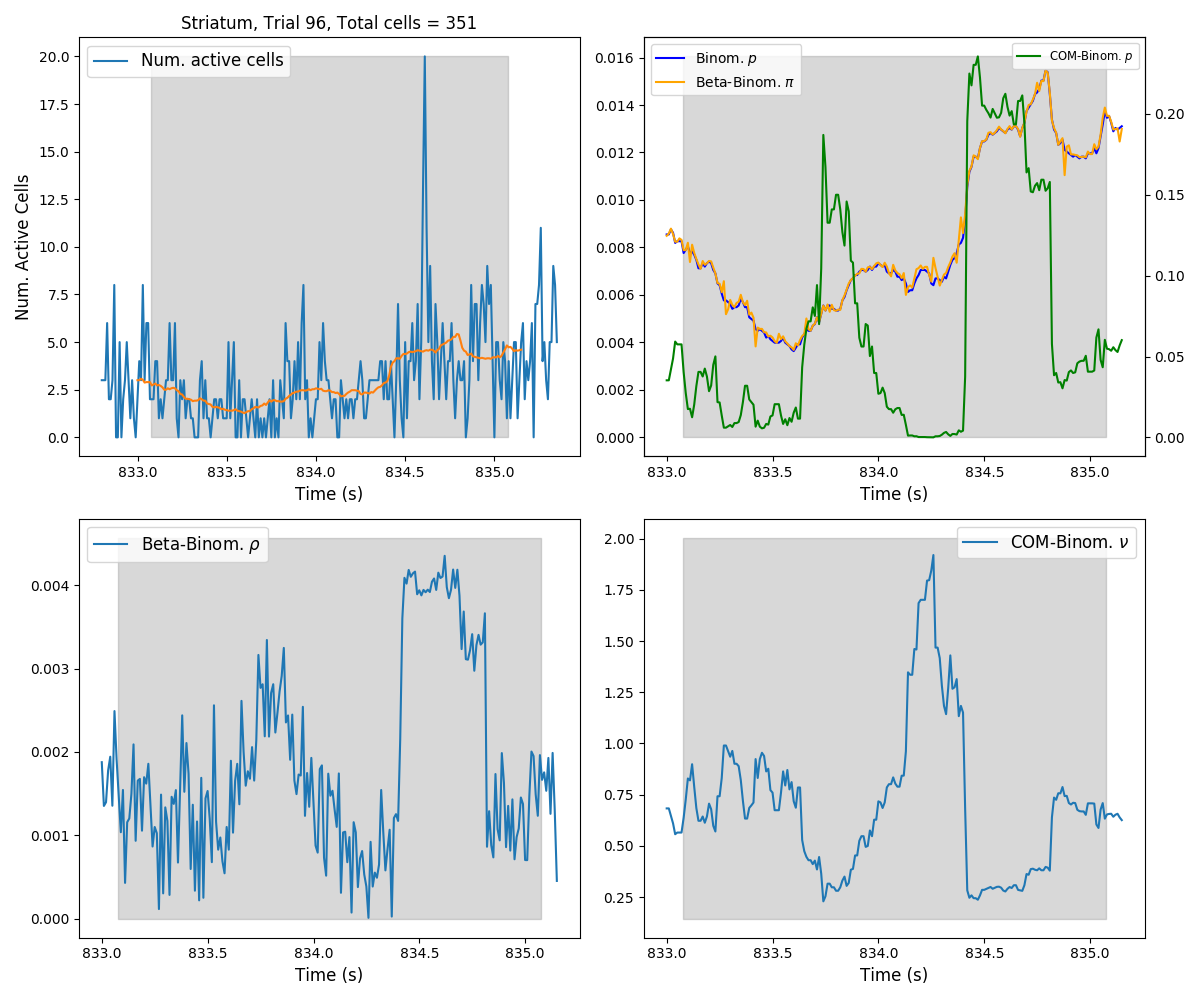 Striatum, Trial 96, Total cells = 351
Num. active cells
Num. Active Cells
20.0
17.5
15.0
12.5
10.0
7.5
5.0
2.5
0.0
833.0 833.5 834.0 834.5 835.0
Time (s)
Binom. p
Beta-Binom. π
COM-Binom. p
0.016
0.014
0.012
0.010
0.008
0.006
0.004
0.002
0.000
0.20
0.15
0.10
0.05
0.00
833.0 833.5 834.0 834.5 835.0
Time (s)
Beta-Binom. ρ
0.004
0.003
0.002
0.001
0.000
833.0 833.5 834.0 834.5 835.0
Time (s)
COM-Binom. ν
2.00
1.75
1.50
1.25
1.00
0.75
0.50
0.25
833.0 833.5 834.0 834.5 835.0
Time (s)